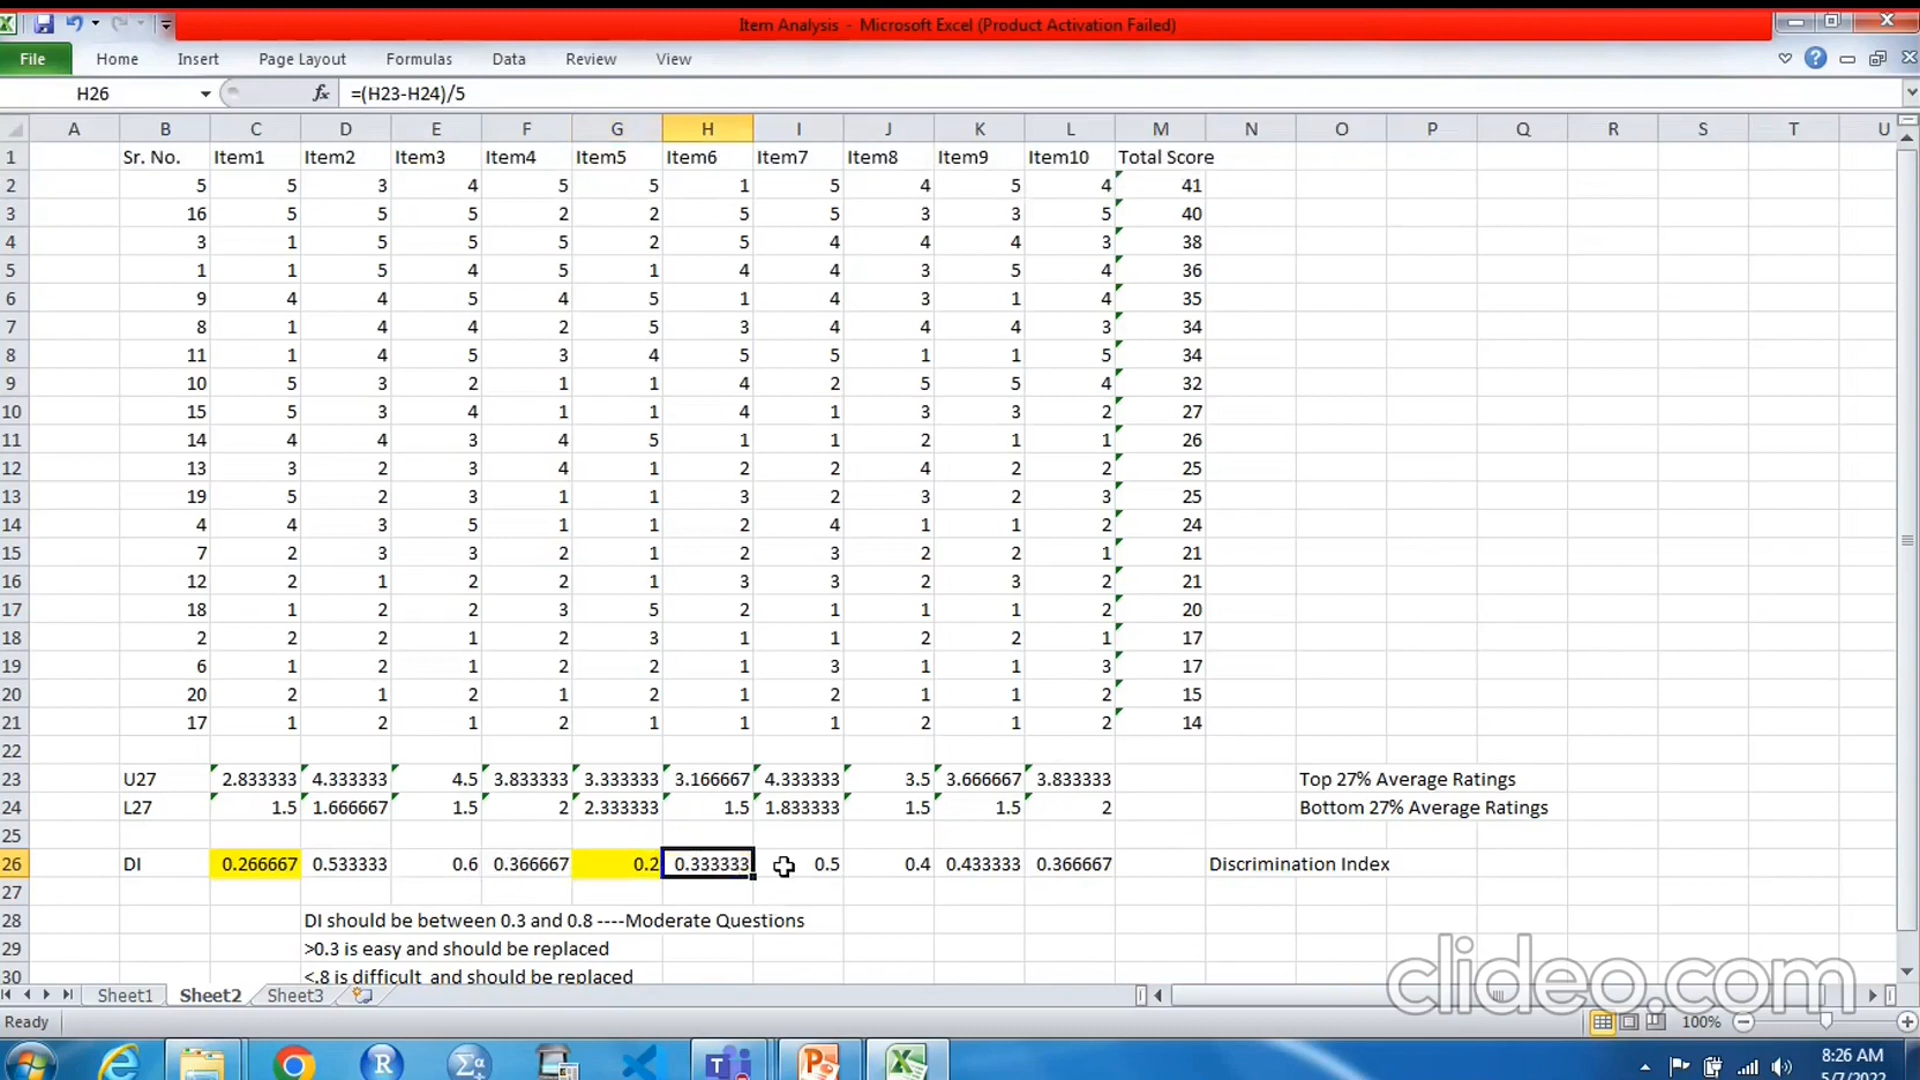 Item Analysis - Microsoft Excel (Product Activation Failed)
File Home Insert Page Layout Formulas Data Review View
H26 fx =(H23-H24)/5
A B C D E F G H I J K L M N O P Q R S T U
1 Sr. No. Item1 Item2 Item3 Item4 Item5 Item6 Item7 Item8 Item9 Item10 Total Score
2 5 5 3 4 5 5 1 5 4 5 4 41
3 16 5 5 5 2 2 5 5 3 3 5 40
4 3 1 5 5 5 2 5 4 4 4 3 38
5 1 1 5 4 5 1 4 4 3 5 4 36
6 9 4 4 5 4 5 1 4 3 1 4 35
7 8 1 4 4 2 5 3 4 4 4 3 34
8 11 1 4 5 3 4 5 5 1 1 5 34
9 10 5 3 2 1 1 4 2 5 5 4 32
10 15 5 3 4 1 1 4 1 3 3 2 27
11 14 4 4 3 4 5 1 1 2 1 1 26
12 13 3 2 3 4 1 2 2 4 2 2 25
13 19 5 2 3 1 1 3 2 3 2 3 25
14 4 4 3 5 1 1 2 4 1 1 2 24
15 7 2 3 3 2 1 2 3 2 2 1 21
16 12 2 1 2 2 1 3 3 2 3 2 21
17 18 1 2 2 3 5 2 1 1 1 2 20
18 2 2 2 1 2 3 1 1 2 2 1 17
19 6 1 2 1 2 2 1 3 1 1 3 17
20 20 2 1 2 1 2 1 2 1 1 2 15
21 17 1 2 1 2 1 1 1 2 1 2 14
22
23 U27 2.833333 4.333333 4.5 3.833333 3.333333 3.166667 4.333333 3.5 3.666667 3.833333 Top 27% Average Ratings
24 L27 1.5 1.666667 1.5 2 2.333333 1.5 1.833333 1.5 1.5 2 Bottom 27% Average Ratings
25
26 DI 0.266667 0.533333 0.6 0.366667 0.2 0.333333 0.5 0.4 0.433333 0.366667 Discrimination Index
27
28 DI should be between 0.3 and 0.8 ----Moderate Questions
29 >0.3 is easy and should be replaced
30 <.8 is difficult and should be replaced
clideo.com
Sheet1 Sheet2 Sheet3
Ready 100%
8:26 AM
5/7/2022